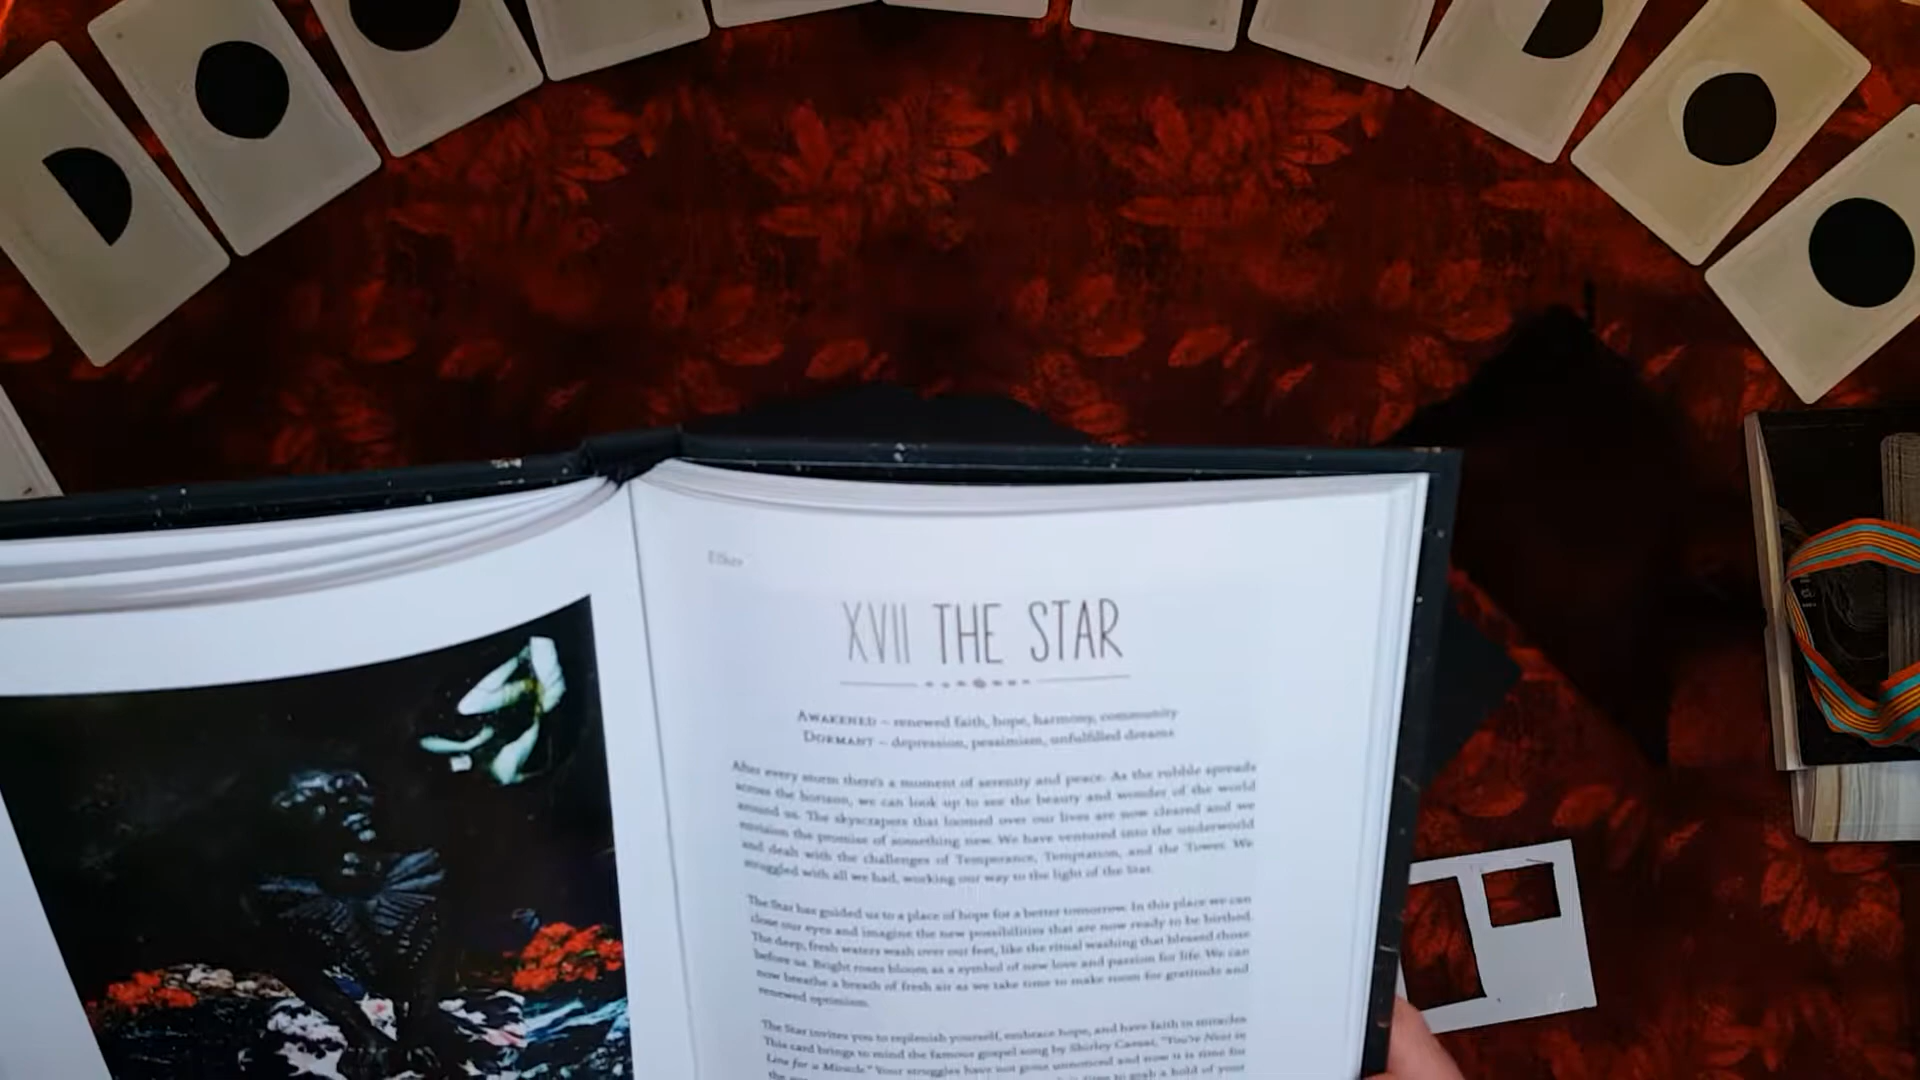 Ether
XVII THE STAR
AWAKENED – renewed faith, hope, harmony, community
DORMANT – depression, pessimism, unfulfilled dreams
After every storm there's a moment of serenity and peace. As the rubble spreads
across the horizon, we can look up to see the beauty and wonder of the world
around us. The skyscrapers that loomed over our lives are now cleared and we
envision the promise of something new. We have ventured into the underworld
and dealt with the challenges of Temperance, Temptation, and the Tower. We
struggled with all we had, working our way to the light of the Star.
The Star has guided us to a place of hope for a better tomorrow. In this place we can
close our eyes and imagine the new possibilities that are now ready to be birthed.
The deep, fresh waters wash over our feet, like the ritual washing that blessed those
before us. Bright roses bloom as a symbol of new love and passion for life. We can
now breathe a breath of fresh air as we take time to make room for gratitude and
renewed optimism.
The Star invites you to replenish yourself, embrace hope, and have faith in miracles
This card brings to mind the famous gospel song by Shirley Caesar, "You're Next in
Line for a Miracle." Your struggles have not gone unnoticed and now it is time for
to grab a hold of your